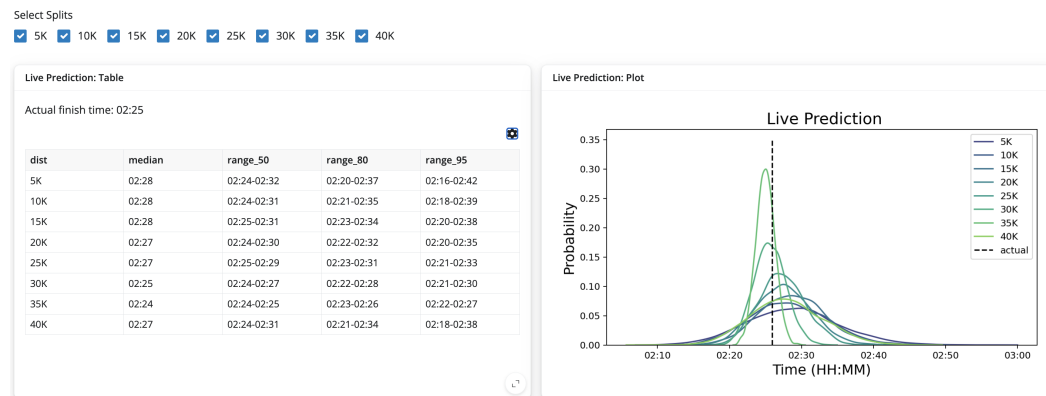 Select Splits
5K 10K 15K 20K 25K 30K 35K 40K
Live Prediction: Table
Actual finish time: 02:25
dist median range_50 range_80 range_95
5K 02:28 02:24-02:32 02:20-02:37 02:16-02:42
10K 02:28 02:24-02:31 02:21-02:35 02:18-02:39
15K 02:28 02:25-02:31 02:23-02:34 02:20-02:38
20K 02:27 02:24-02:30 02:22-02:32 02:20-02:35
25K 02:27 02:25-02:29 02:23-02:31 02:21-02:33
30K 02:25 02:24-02:27 02:22-02:28 02:21-02:30
35K 02:24 02:24-02:25 02:23-02:26 02:22-02:27
40K 02:27 02:24-02:31 02:21-02:34 02:18-02:38
Live Prediction: Plot
Live Prediction
Probability
0.35
0.30
0.25
0.20
0.15
0.10
0.05
0.00
5K
10K
15K
20K
25K
30K
35K
40K
actual
02:10 02:20 02:30 02:40 02:50 03:00
Time (HH:MM)